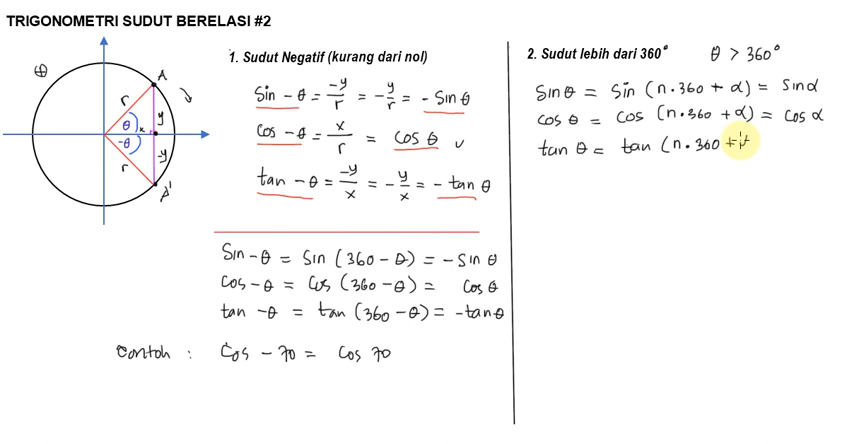 TRIGONOMETRI SUDUT BERELASI #2
A
r
y
θ
x
-θ
-y
r
A'
1. Sudut Negatif (kurang dari nol)
Sin -θ = -y/r = -y/r = - Sin θ
Cos -θ = x/r = Cos θ
tan -θ = -y/x = -y/x = - tan θ
Sin -θ = Sin (360 - θ) = - Sin θ
Cos -θ = Cos (360 - θ) = Cos θ
tan -θ = tan (360 - θ) = - tan θ
Contoh : Cos - 70 = Cos 70
2. Sudut lebih dari 360° θ > 360°
Sin θ = Sin (n.360 + α) = Sin α
Cos θ = Cos (n.360 + α) = Cos α
tan θ = tan (n.360 +